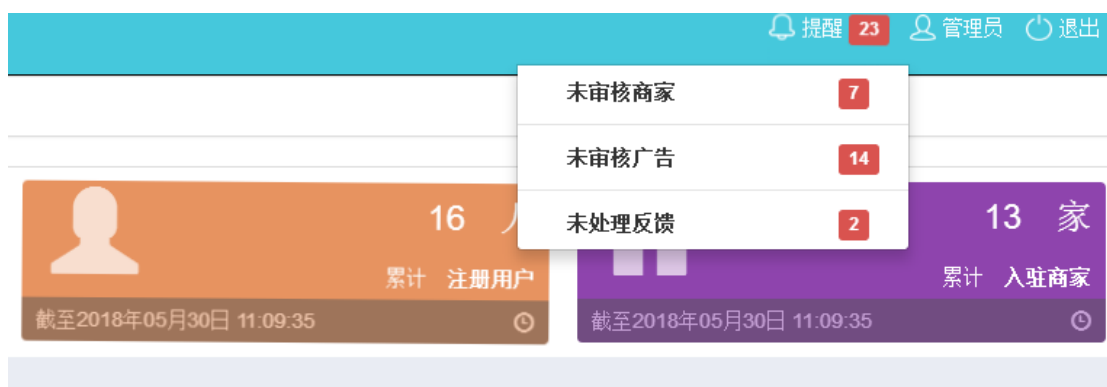 提醒 23 管理员 退出
未审核商家 7
未审核广告 14
未处理反馈 2
16 人
累计 注册用户
截至2018年05月30日 11:09:35
13 家
累计 入驻商家
截至2018年05月30日 11:09:35